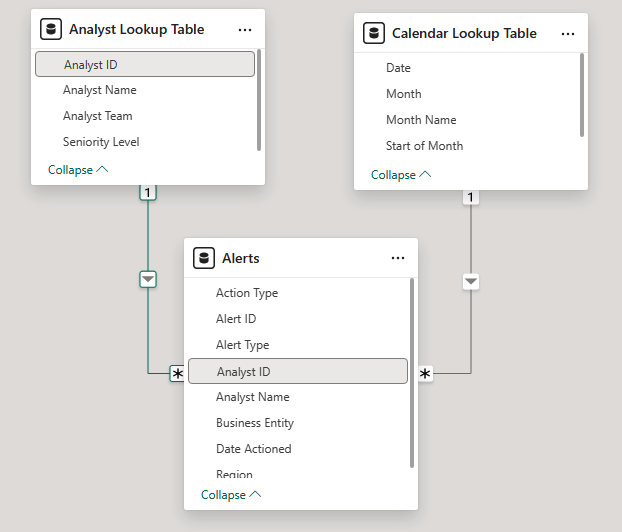 Analyst Lookup Table
Analyst ID
Analyst Name
Analyst Team
Seniority Level
Collapse
Calendar Lookup Table
Date
Month
Month Name
Start of Month
Collapse
1
1
Alerts
Action Type
Alert ID
Alert Type
Analyst ID
Analyst Name
Business Entity
Date Actioned
Region
Collapse
*
*